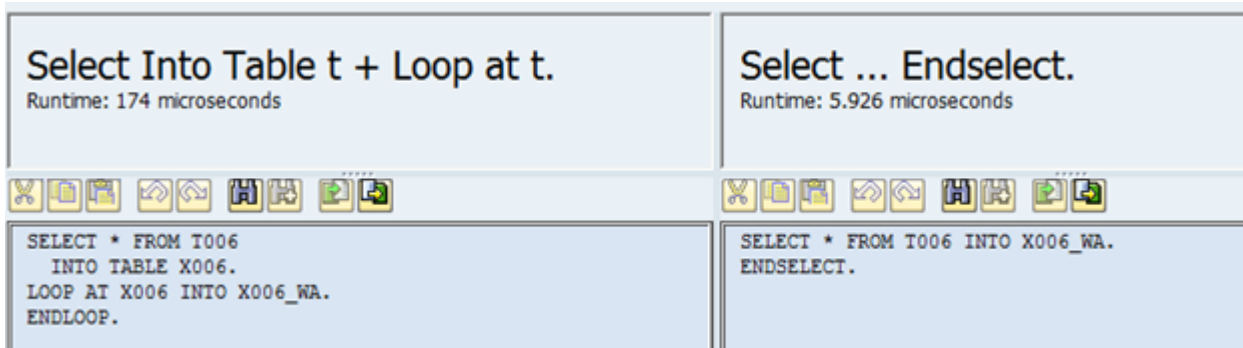 Select Into Table t + Loop at t.
Runtime: 174 microseconds
SELECT * FROM T006
INTO TABLE X006.
LOOP AT X006 INTO X006_WA.
ENDLOOP.
Select ... Endselect.
Runtime: 5.926 microseconds
SELECT * FROM T006 INTO X006_WA.
ENDSELECT.